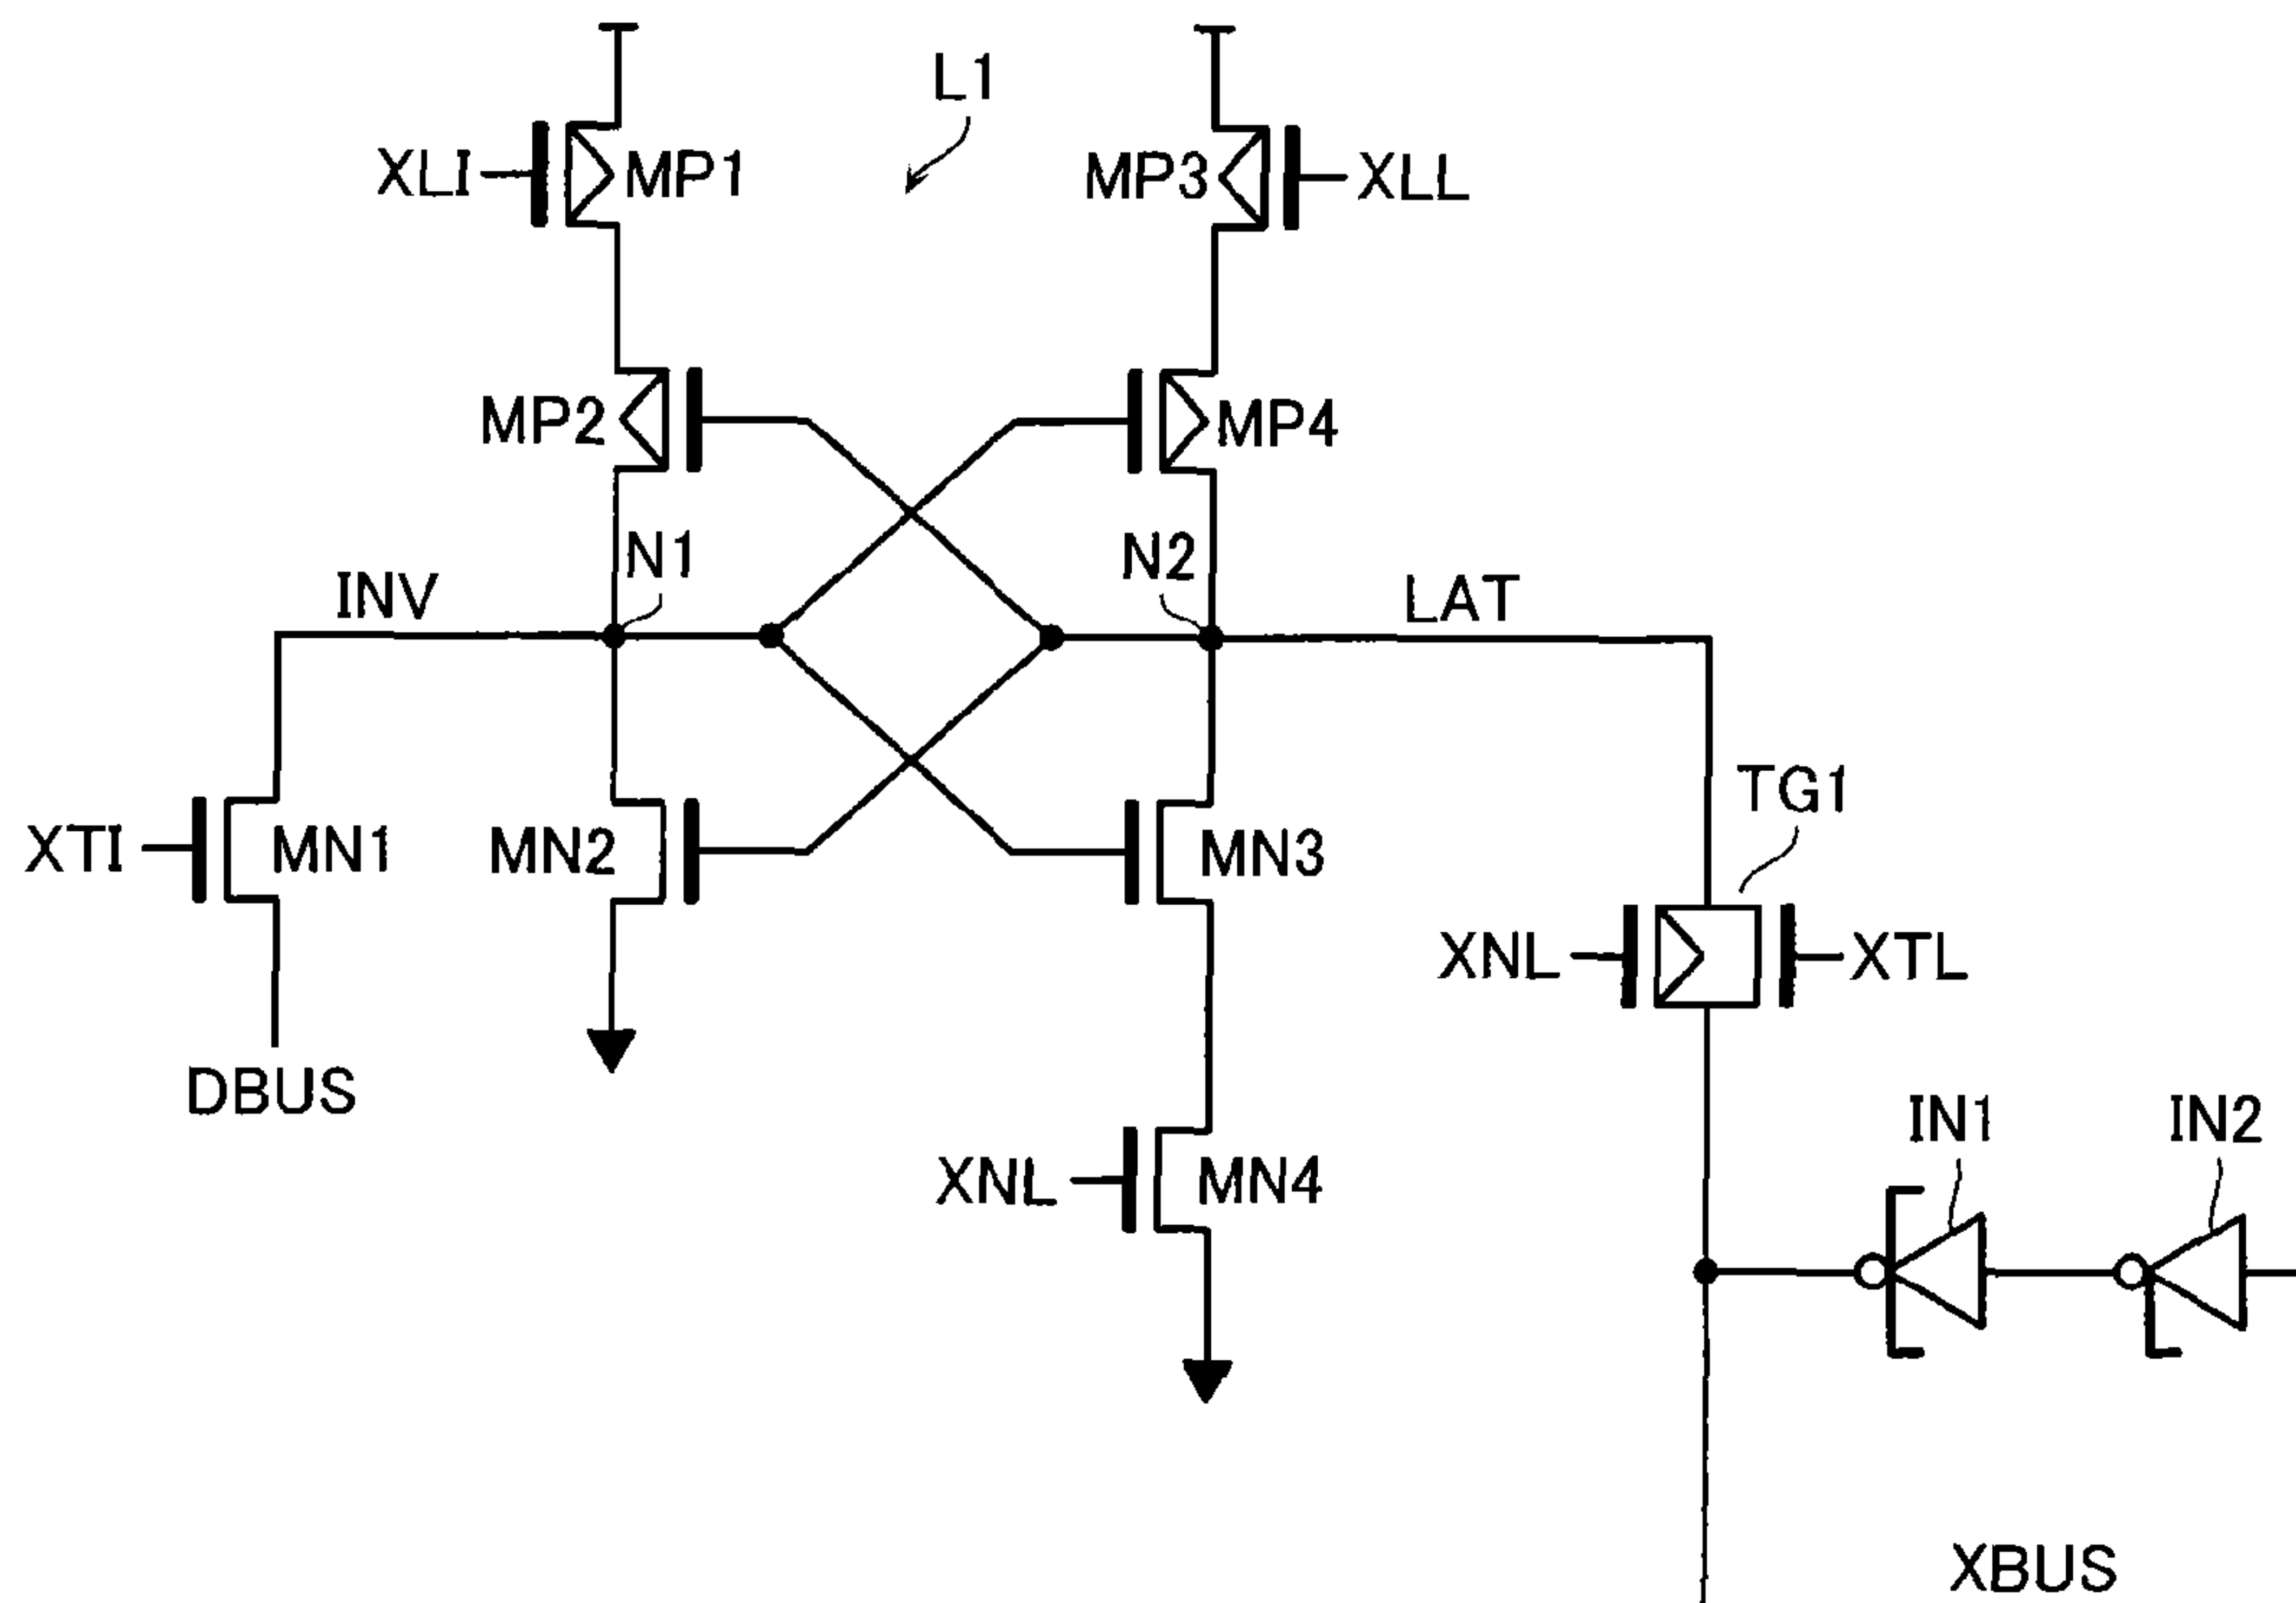 L1
XLI
MP1
MP3
XLL
MP2
MP4
N1
N2
INV
LAT
TG1
XTI
MN1
MN2
MN3
XNL
XTL
DBUS
IN1
IN2
XNL
MN4
XBUS